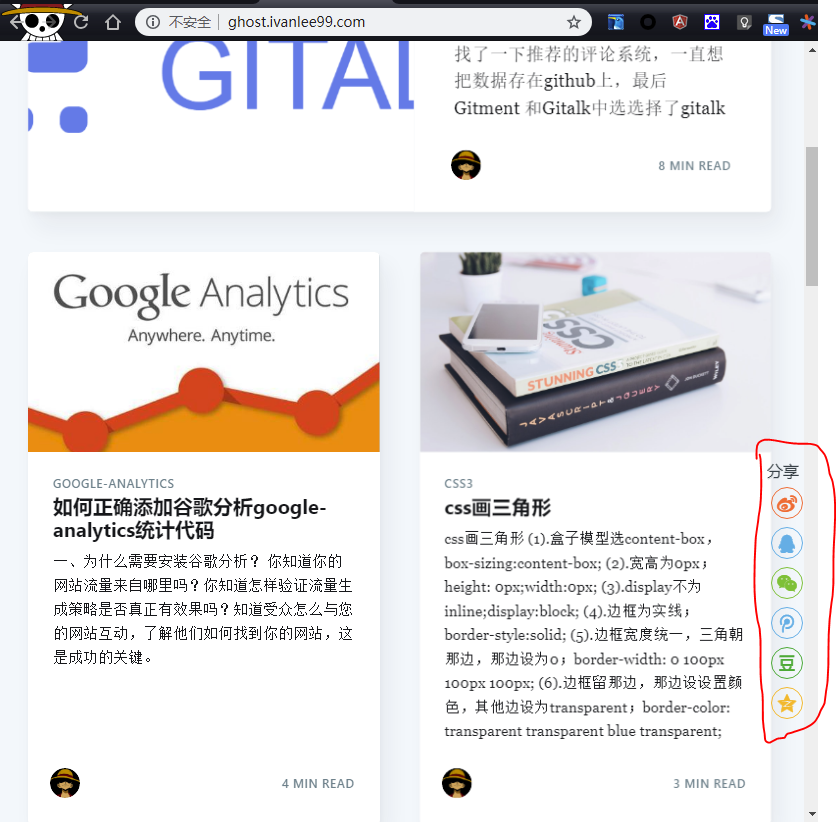 不安全 ghost.ivanlee99.com
New
GITAL
找了一下推荐的评论系统，一直想
把数据存在github上，最后
Gitment 和Gitalk中选选择了gitalk
8 MIN READ
Google Analytics
Anywhere. Anytime.
GOOGLE-ANALYTICS
如何正确添加谷歌分析google-
analytics统计代码
一、为什么需要安装谷歌分析？ 你知道你的
网站流量来自哪里吗？你知道怎样验证流量生
成策略是否真正有效果吗？知道受众怎么与您
的网站互动，了解他们如何找到你的网站，这
是成功的关键。
4 MIN READ
STUNNING CSS
JAVASCRIPT & JQUERY
JON DUCKETT
WILEY
CSS3
css画三角形
css画三角形 (1).盒子模型选content-box，
box-sizing:content-box; (2).宽高为0px；
height: 0px;width:0px; (3).display不为
inline;display:block; (4).边框为实线；
border-style:solid; (5).边框宽度统一，三角朝
那边，那边设为0；border-width: 0 100px
100px 100px; (6).边框留那边，那边设设置颜
色，其他边设为transparent；border-color:
transparent transparent blue transparent;
3 MIN READ
分享
豆